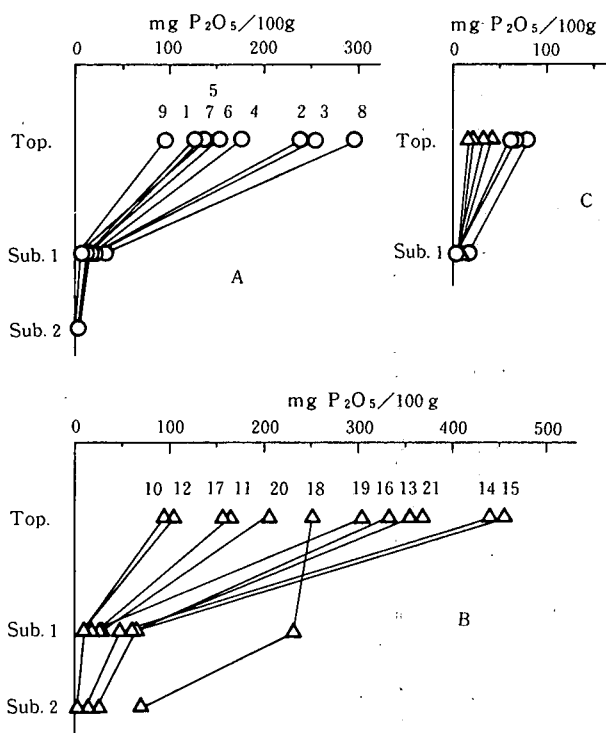 mg P₂O₅/100g
0 100 200 300
5
9 1 7 6 4 2 3 8
Top.
Sub. 1
A
Sub. 2
mg P₂O₅/100g
0 100
Top.
C
Sub. 1
mg P₂O₅/100g
0 100 200 300 400 500
10 12 17 11 20 18 19 16 13 21 14 15
Top.
Sub. 1
B
Sub. 2